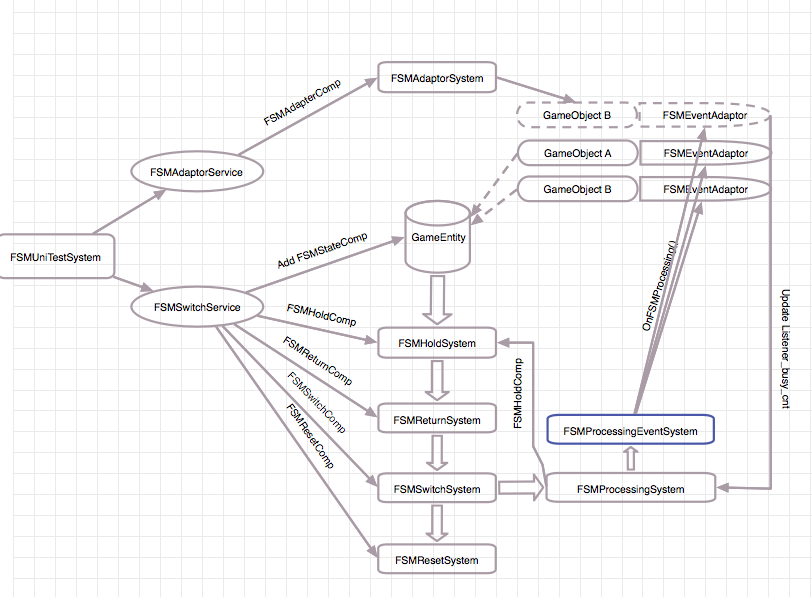 FSMAdaptorSystem
FSMAdapterComp
GameObject B
FSMEventAdaptor
GameObject A
FSMEventAdaptor
FSMAdaptorService
GameObject B
FSMEventAdaptor
GameEntity
Add FSMStateComp
FSMUniTestSystem
OnFSMProcessing()
FSMSwitchService
FSMHoldComp
FSMHoldSystem
Update Listener_busy_cnt
FSMReturnComp
FSMHoldComp
FSMSwitchComp
FSMReturnSystem
FSMProcessingEventSystem
FSMResetComp
FSMSwitchSystem
FSMProcessingSystem
FSMResetSystem